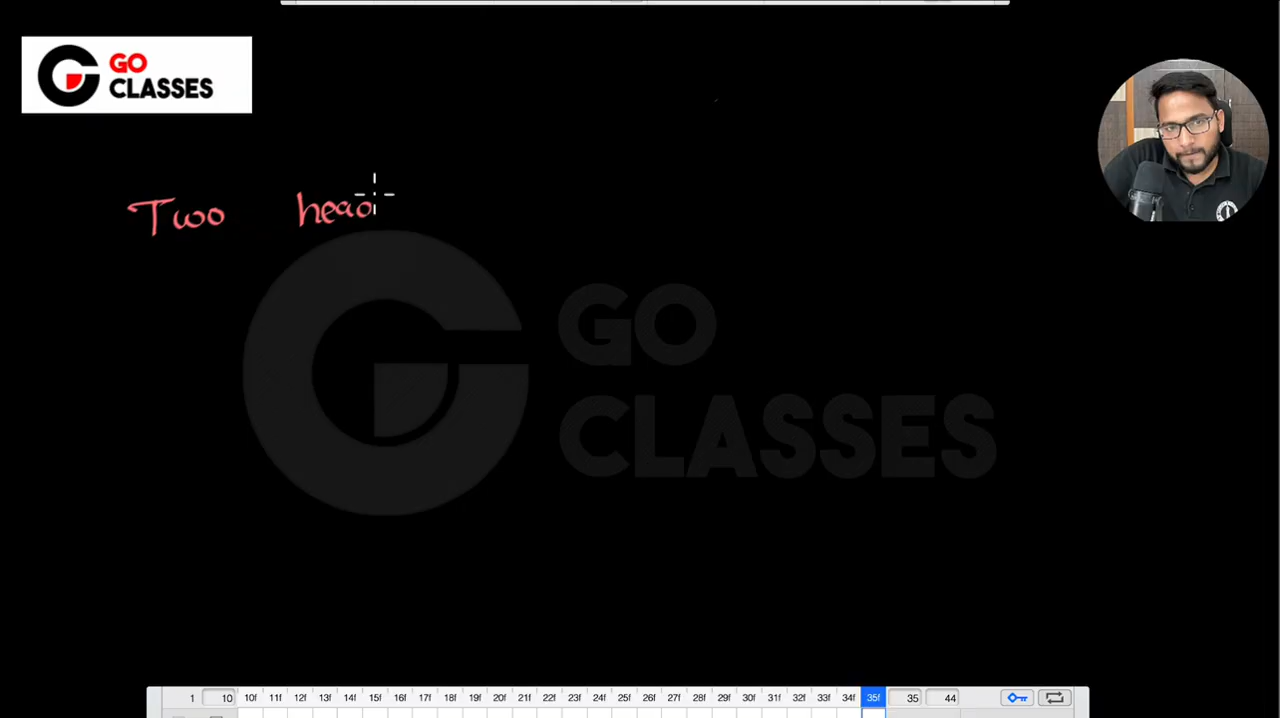 GO
CLASSES
Two heao
GO
CLASSES
1 10 10f 11f 12f 13f 14f 15f 16f 17f 18f 19f 20f 21f 22f 23f 24f 25f 26f 27f 28f 29f 30f 31f 32f 33f 34f 35f 35 44